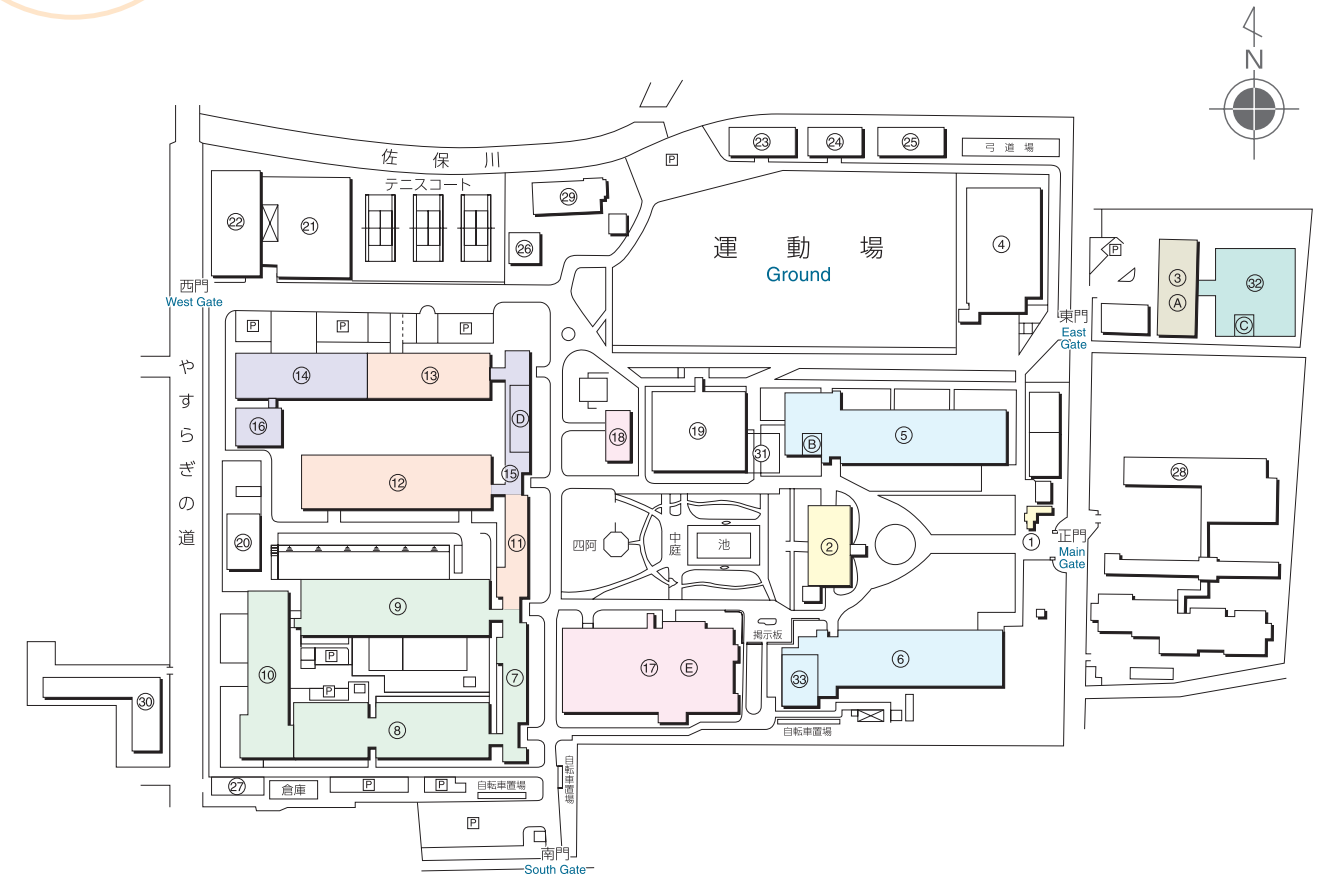 N
佐保川
テニスコート
㉒
㉑
㉙
㉖
P
㉓
㉔
㉕
弓道場
運動場
Ground
④
西門
West Gate
P
③
Ⓐ
㉜
Ⓒ
東門
East
Gate
P
P
P
やすらぎの道
⑭
⑬
⑯
Ⓓ
⑮
⑱
⑲
㉛
Ⓑ
⑤
㉘
⑫
⑳
⑪
四阿
中庭
池
②
①
正門
Main
Gate
⑨
⑩
P
P
⑦
⑧
⑰
Ⓔ
掲示板
⑥
㉝
自転車置場
㉚
㉗
倉庫
P
P
自転車置場
自転車置場
P
南門
South Gate